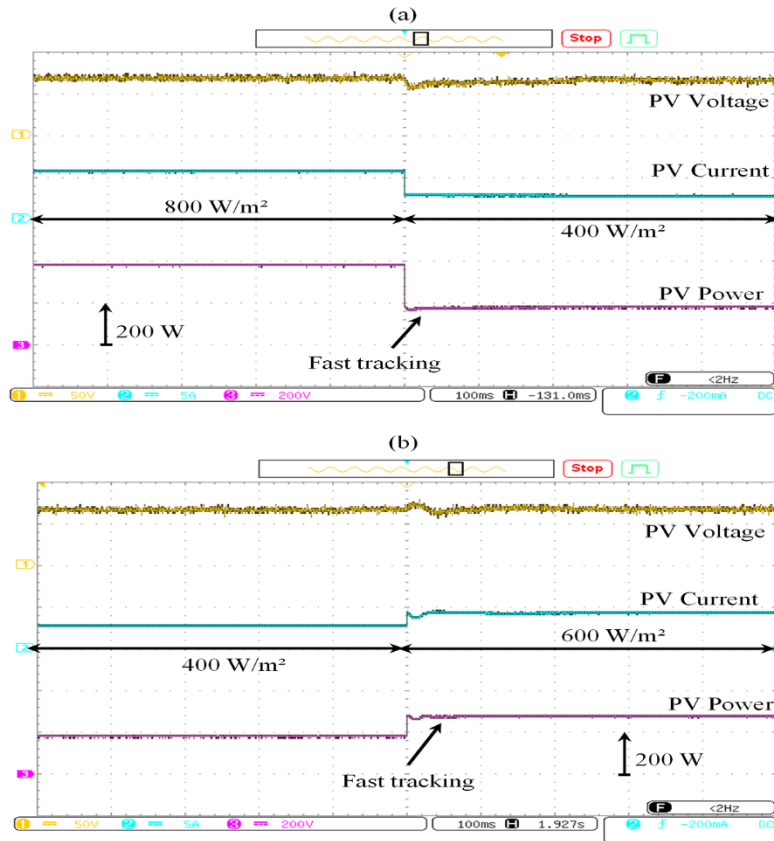 (a)
Stop
PV Voltage
1
PV Current
800 W/m²
2
400 W/m²
PV Power
200 W
3
Fast tracking
F <2Hz
1 50V 2 5A 3 200V 100ms H -131.0ms 2 -200mA DC
(b)
Stop
PV Voltage
1
PV Current
2
400 W/m²
600 W/m²
PV Power
200 W
3
Fast tracking
F <2Hz
1 50V 2 5A 3 200V 100ms H 1.927s 2 -200mA DC